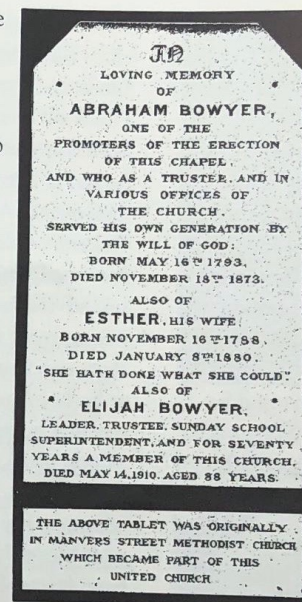 IN
LOVING MEMORY
OF
ABRAHAM BOWYER,
ONE OF THE
PROMOTERS OF THE ERECTION
OF THIS CHAPEL,
AND WHO AS A TRUSTEE, AND IN
VARIOUS OFFICES OF
THE CHURCH,
SERVED HIS OWN GENERATION BY
THE WILL OF GOD:
BORN MAY 16TH 1793.
DIED NOVEMBER 18TH 1873.
ALSO OF
ESTHER, HIS WIFE,
BORN NOVEMBER 16TH 1788.
DIED JANUARY 8TH 1880.
"SHE HATH DONE WHAT SHE COULD."
ALSO OF
ELIJAH BOWYER,
LEADER, TRUSTEE, SUNDAY SCHOOL
SUPERINTENDENT, AND FOR SEVENTY
YEARS A MEMBER OF THIS CHURCH,
DIED MAY 14, 1910. AGED 88 YEARS.
THE ABOVE TABLET WAS ORIGINALLY
IN MANVERS STREET METHODIST CHURCH
WHICH BECAME PART OF THIS
UNITED CHURCH